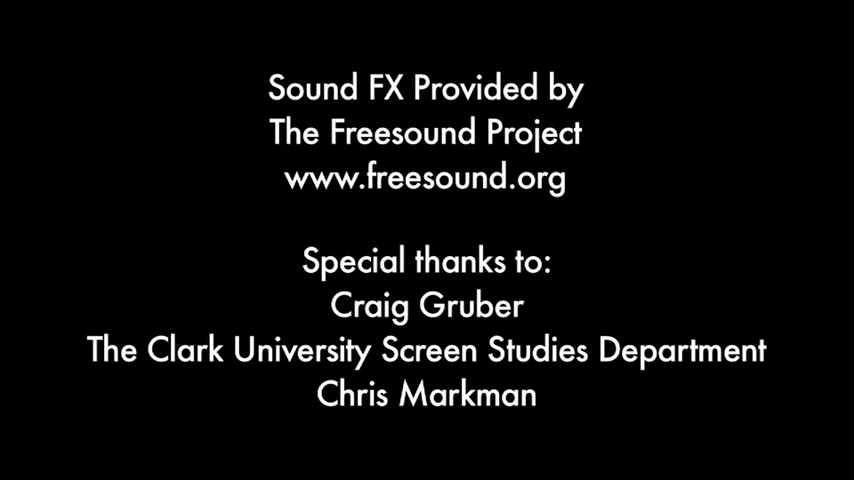 Sound FX Provided by
The Freesound Project
www.freesound.org
Special thanks to:
Craig Gruber
The Clark University Screen Studies Department
Chris Markman